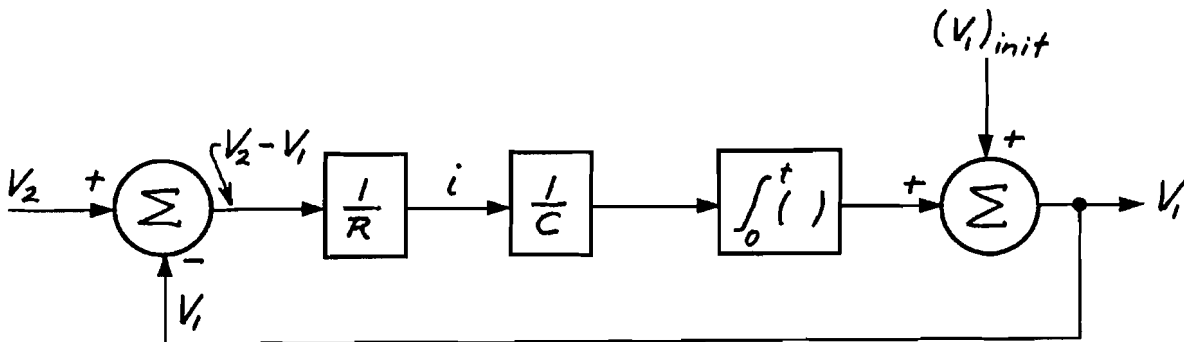 (V₁)init
V₂ + Σ V₂ - V₁ 1/R i 1/C ∫₀ᵗ ( ) + + Σ V₁
-
V₁